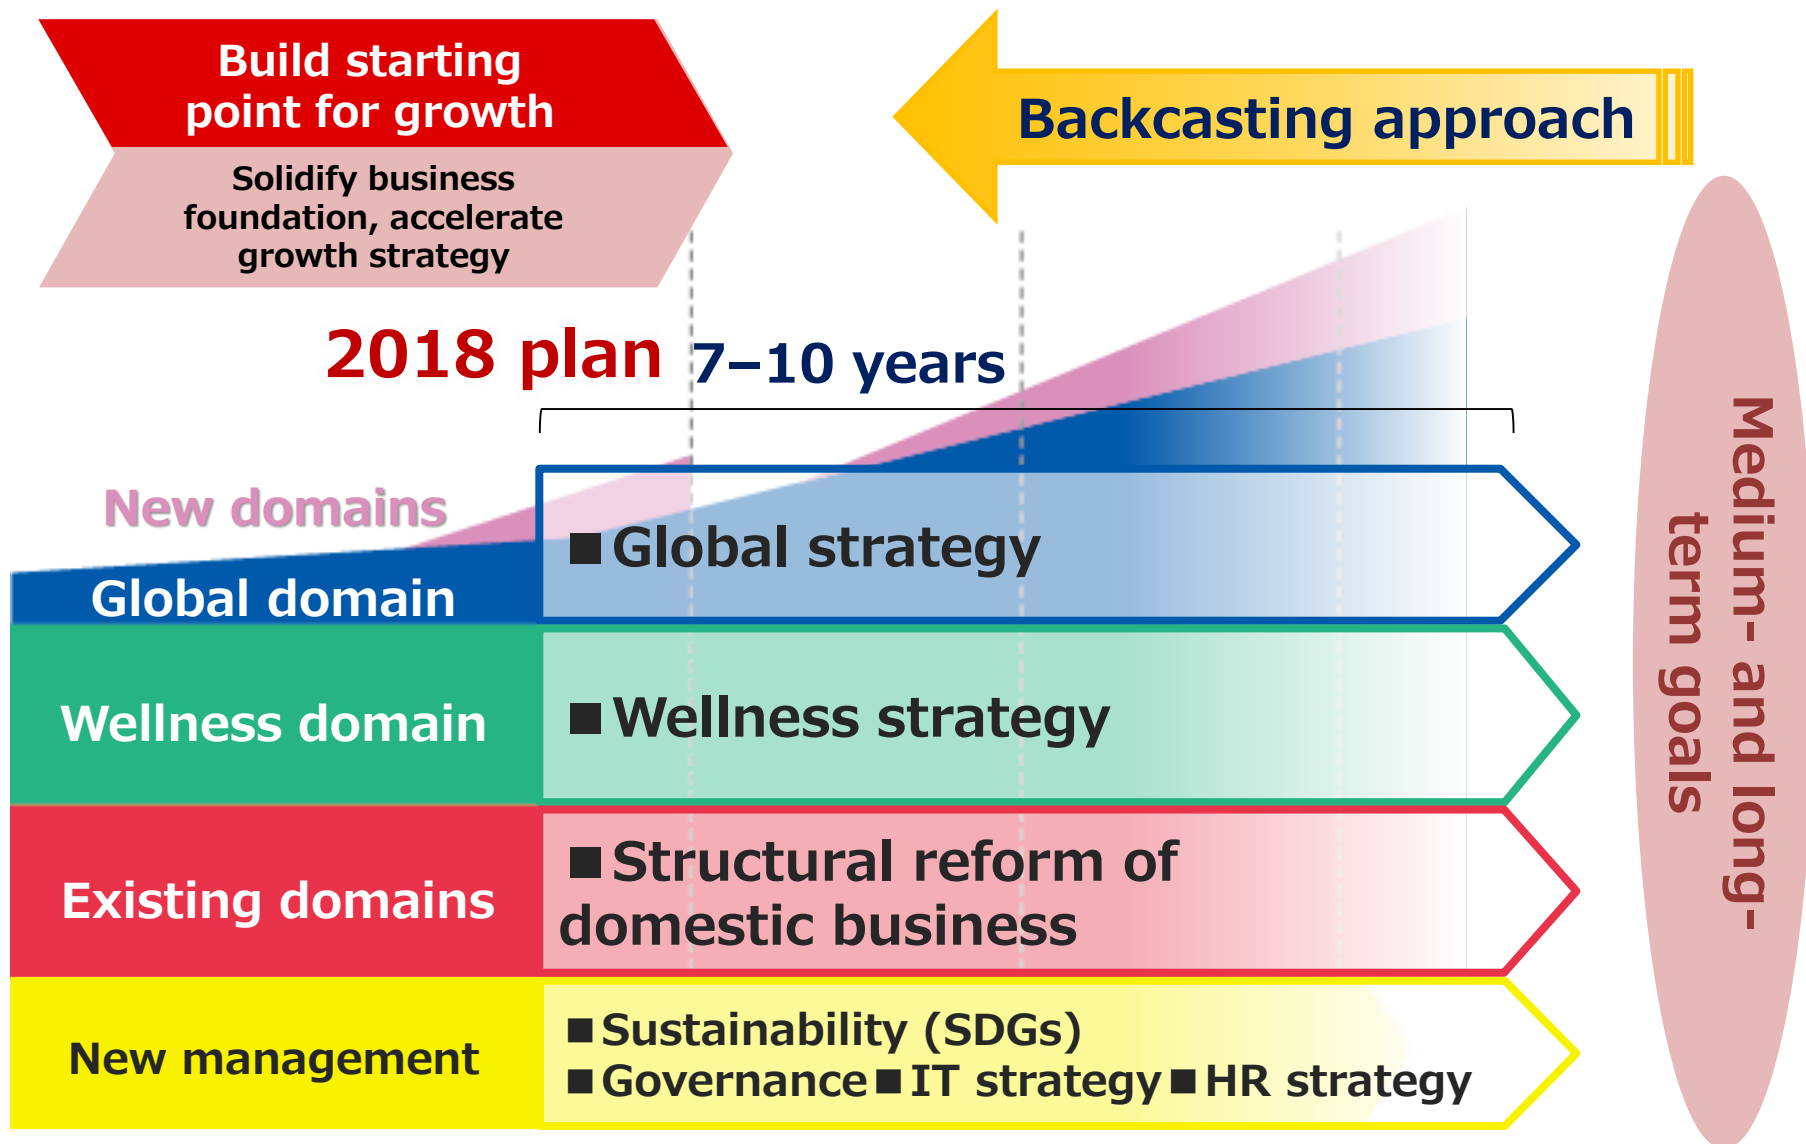 Build starting
point for growth
Solidify business
foundation, accelerate
growth strategy
Backcasting approach
2018 plan
7–10 years
New domains
Global domain
■Global strategy
Wellness domain
■Wellness strategy
Existing domains
■Structural reform of
domestic business
New management
■Sustainability (SDGs)
■Governance■IT strategy■HR strategy
Medium- and long-
term goals